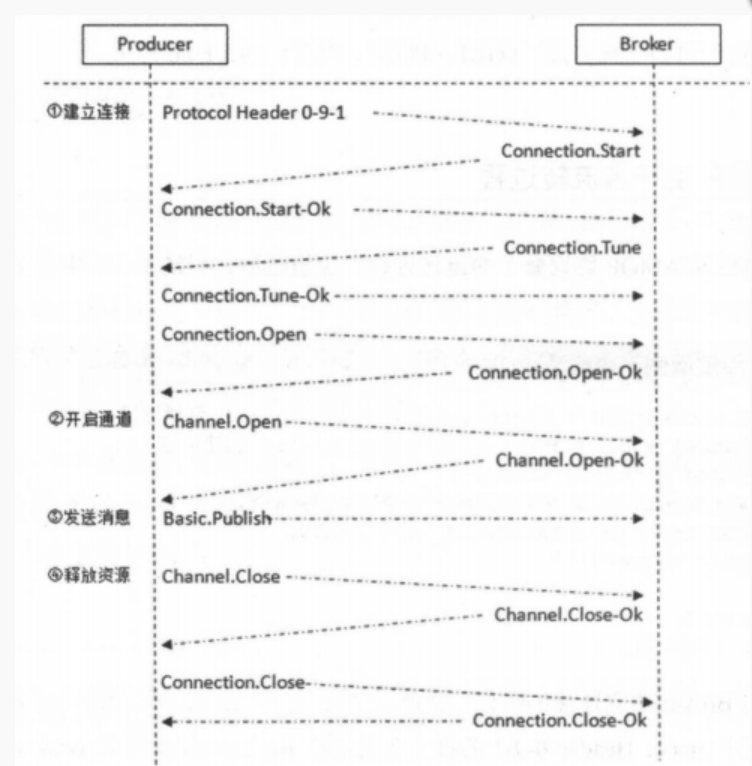 Producer
Broker
①建立连接
Protocol Header 0-9-1
Connection.Start
Connection.Start-Ok
Connection.Tune
Connection.Tune-Ok
Connection.Open
Connection.Open-Ok
②开启通道
Channel.Open
Channel.Open-Ok
③发送消息
Basic.Publish
④释放资源
Channel.Close
Channel.Close-Ok
Connection.Close
Connection.Close-Ok